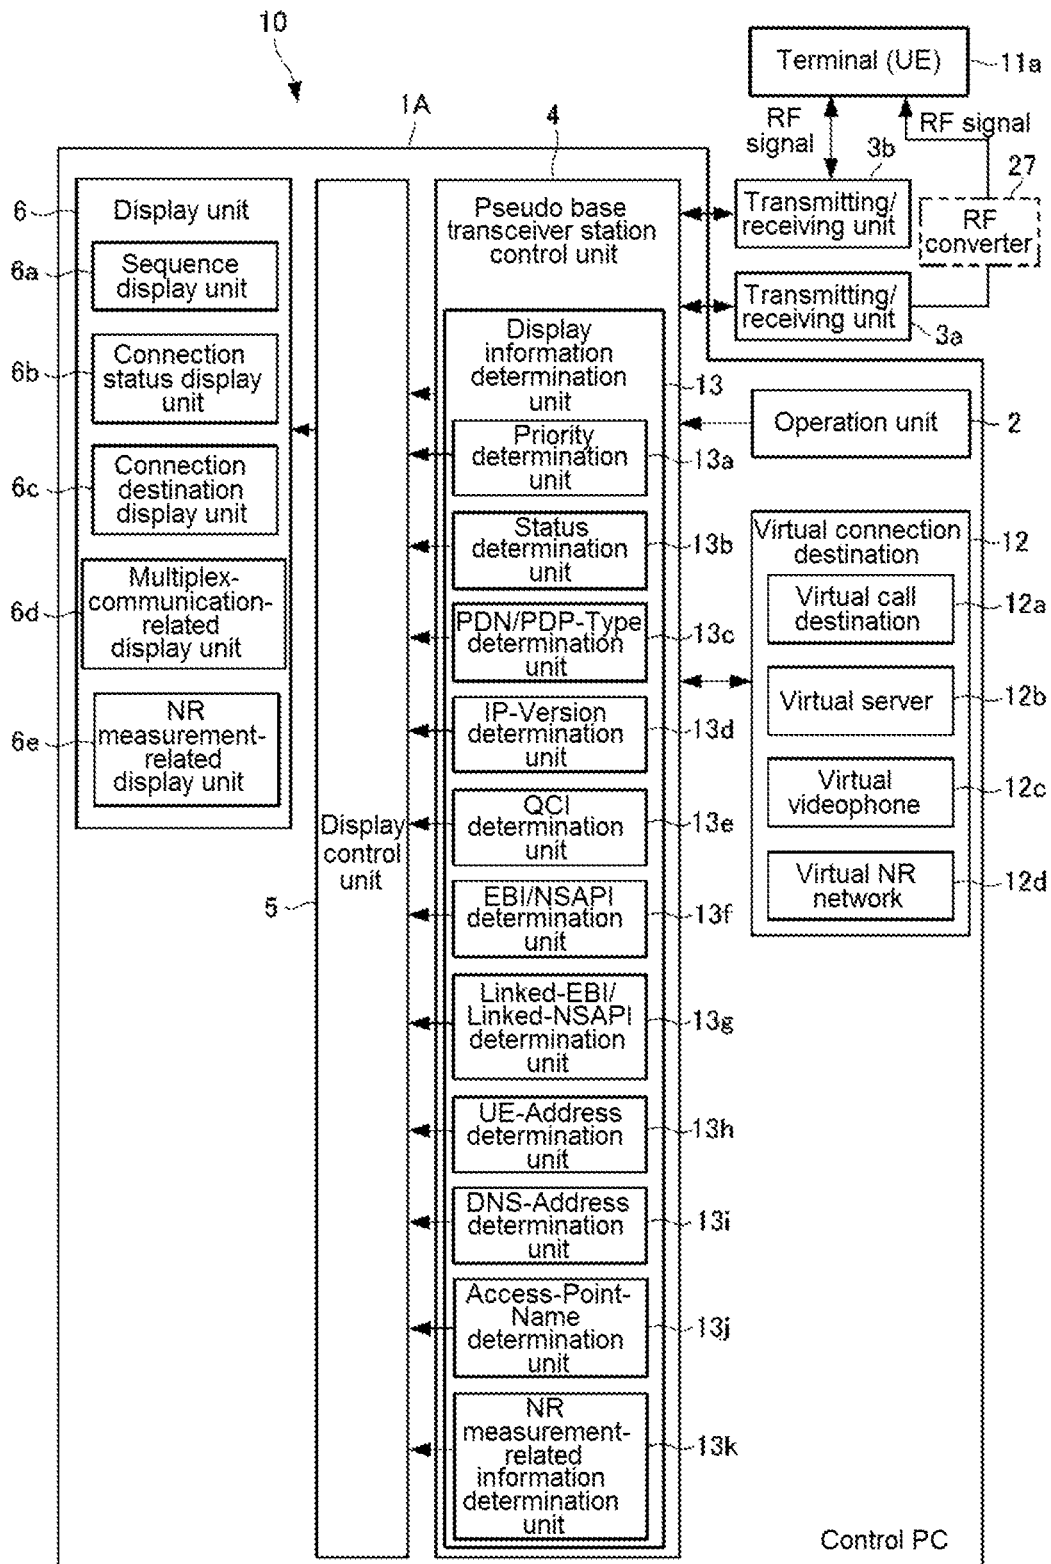 10
Terminal (UE)
11a
1A
4
RF
signal
RF signal
3b
27
6
Display unit
Pseudo base
transceiver station
control unit
Transmitting/
receiving unit
RF
converter
6a
Sequence
display unit
Transmitting/
receiving unit
3a
6b
Connection
status display
unit
Display
information
determination
unit
13
Operation unit
2
6c
Connection
destination
display unit
Priority
determination
unit
13a
Status
determination
unit
13b
Virtual connection
destination
12
6d
Multiplex-
communication-
related
display unit
PDN/PDP-Type
determination
unit
13c
Virtual call
destination
12a
6e
NR
measurement-
related
display unit
IP-Version
determination
unit
13d
Virtual server
12b
Display
control
unit
5
QCI
determination
unit
13e
Virtual
videophone
12c
EBI/NSAPI
determination
unit
13f
Virtual NR
network
12d
Linked-EBI/
Linked-NSAPI
determination
unit
13g
UE-Address
determination
unit
13h
DNS-Address
determination
unit
13i
Access-Point-
Name
determination
unit
13j
NR
measurement-
related
information
determination
unit
13k
Control PC